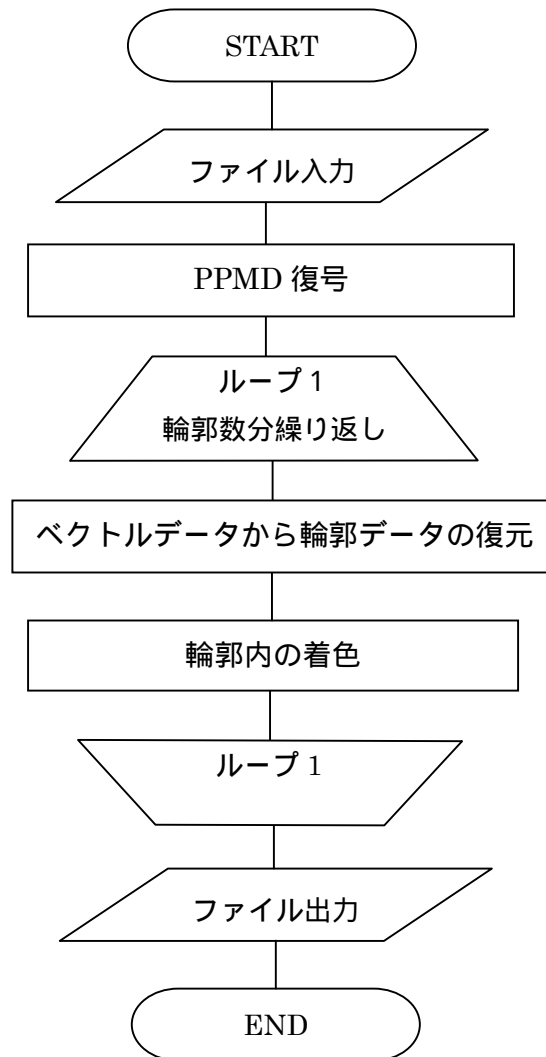 START
ファイル入力
PPMD 復号
ループ 1
輪郭数分繰り返し
ベクトルデータから輪郭データの復元
輪郭内の着色
ループ 1
ファイル出力
END